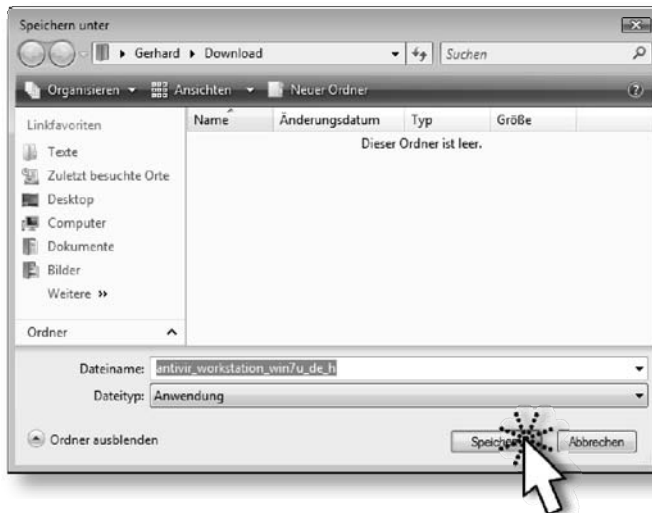 Speichern unter
Gerhard Download Suchen
Organisieren Ansichten Neuer Ordner
Linkfavoriten
Name Änderungsdatum Typ Größe
Dieser Ordner ist leer.
Texte
Zuletzt besuchte Orte
Desktop
Computer
Dokumente
Bilder
Weitere »
Ordner
Dateiname: antivir_workstation_win7u_de_h
Dateityp: Anwendung
Ordner ausblenden Abbrechen